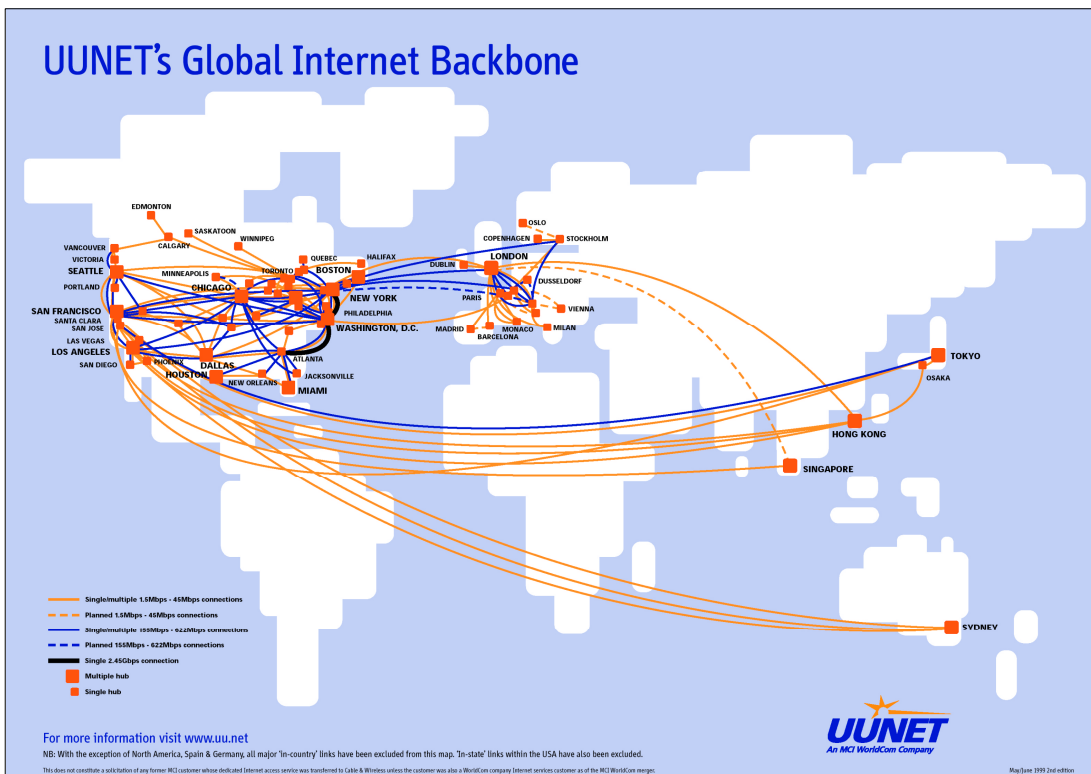 UUNET's Global Internet Backbone
EDMONTON
SASKATOON
WINNIPEG
CALGARY
VANCOUVER
VICTORIA
SEATTLE
PORTLAND
MINNEAPOLIS
CHICAGO
TORONTO
QUEBEC
BOSTON
HALIFAX
NEW YORK
PHILADELPHIA
WASHINGTON, D.C.
SAN FRANCISCO
SANTA CLARA
SAN JOSE
LAS VEGAS
LOS ANGELES
SAN DIEGO
PHOENIX
DALLAS
HOUSTON
NEW ORLEANS
ATLANTA
JACKSONVILLE
MIAMI
OSLO
COPENHAGEN
STOCKHOLM
LONDON
DUBLIN
DUSSELDORF
PARIS
VIENNA
MADRID
BARCELONA
MONACO
MILAN
TOKYO
OSAKA
HONG KONG
SINGAPORE
SYDNEY
Single/multiple 1.5Mbps - 45Mbps connections
Planned 1.5Mbps - 45Mbps connections
Single/multiple 155Mbps - 622Mbps connections
Planned 155Mbps - 622Mbps connections
Single 2.45Gbps connection
Multiple hub
Single hub
UUNET
An MCI WorldCom Company
For more information visit www.uu.net
NB: With the exception of North America, Spain & Germany, all major 'in-country' links have been excluded from this map. 'In-state' links within the USA have also been excluded.
This does not constitute a solicitation of any former MCI customer whose dedicated Internet access service was transferred to Cable & Wireless unless the customer was also a WorldCom company Internet services customer as of the MCI WorldCom merger.
May/June 1999 2nd edition